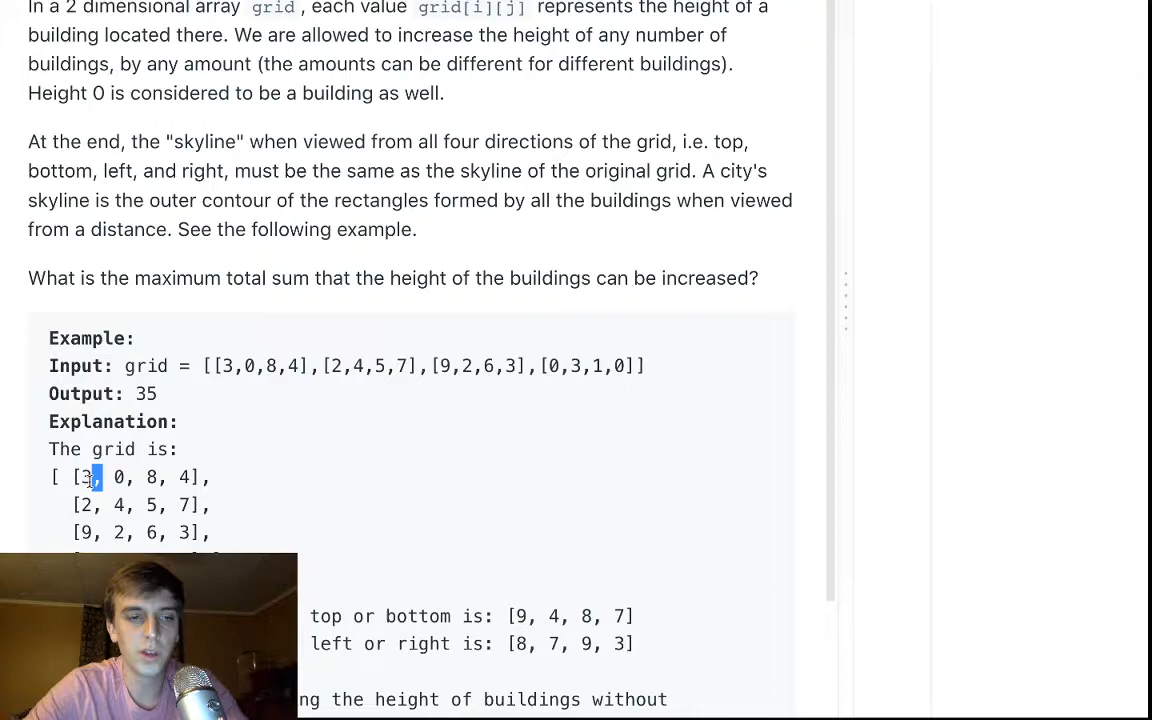 In a 2 dimensional array grid, each value grid[i][j] represents the height of a
building located there. We are allowed to increase the height of any number of
buildings, by any amount (the amounts can be different for different buildings).
Height 0 is considered to be a building as well.
At the end, the "skyline" when viewed from all four directions of the grid, i.e. top,
bottom, left, and right, must be the same as the skyline of the original grid. A city's
skyline is the outer contour of the rectangles formed by all the buildings when viewed
from a distance. See the following example.
What is the maximum total sum that the height of the buildings can be increased?
Example:
Input: grid = [[3,0,8,4],[2,4,5,7],[9,2,6,3],[0,3,1,0]]
Output: 35
Explanation:
The grid is:
[ [3, 0, 8, 4],
[2, 4, 5, 7],
[9, 2, 6, 3],
top or bottom is: [9, 4, 8, 7]
left or right is: [8, 7, 9, 3]
the height of buildings without